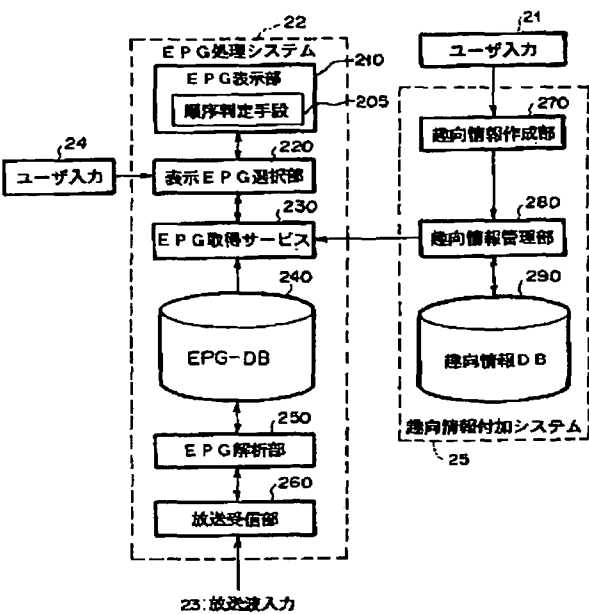 22
EPG処理システム
EPG表示部
210
順序判定手段
205
24
ユーザ入力
220
表示EPG選択部
230
EPG取得サービス
240
EPG-DB
250
EPG解析部
260
放送受信部
23:放送波入力
21
ユーザ入力
270
趣向情報作成部
280
趣向情報管理部
290
趣向情報DB
趣向情報付加システム
25